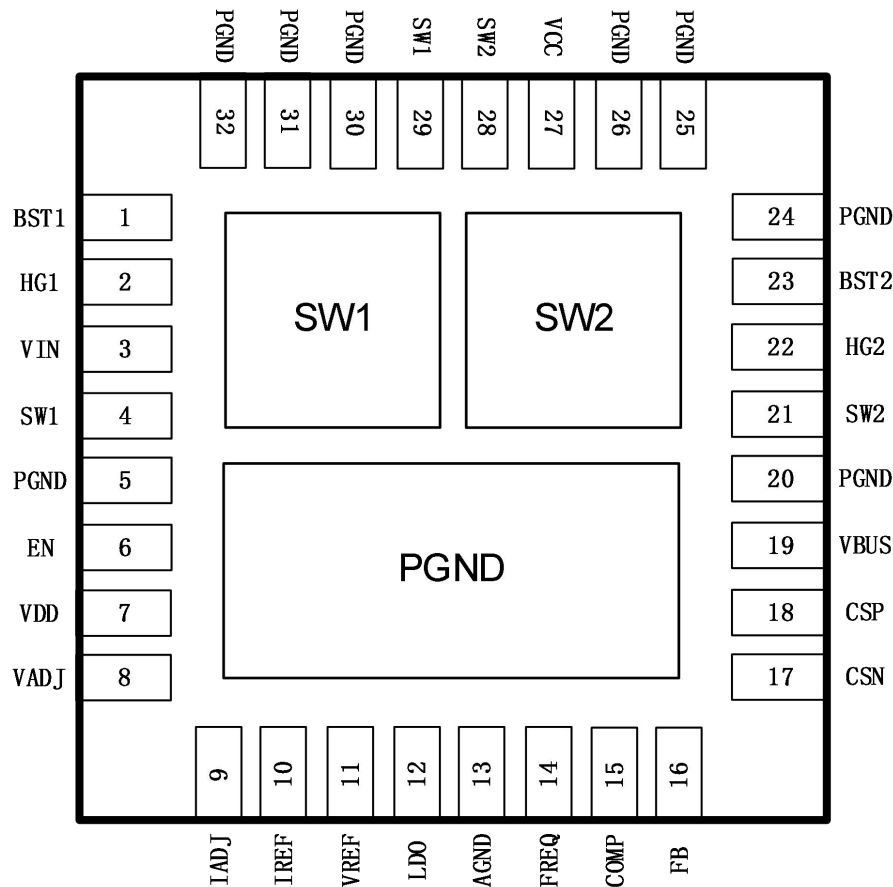 PGND PGND PGND SW1 SW2 VCC PGND PGND
32 31 30 29 28 27 26 25
BST1 1
HG1 2
VIN 3
SW1 4
PGND 5
EN 6
VDD 7
VADJ 8
SW1
SW2
PGND
24 PGND
23 BST2
22 HG2
21 SW2
20 PGND
19 VBUS
18 CSP
17 CSN
9 10 11 12 13 14 15 16
IADJ IREF VREF LDO AGND FREQ COMP FB